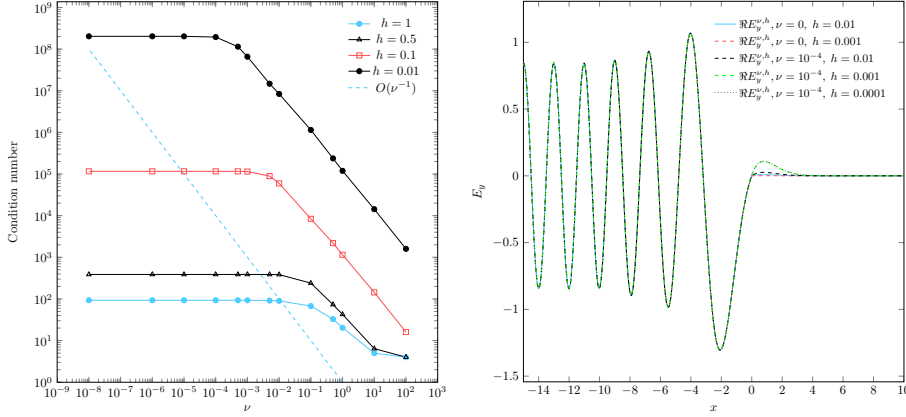 10^9
10^8
10^7
10^6
10^5
10^4
10^3
10^2
10^1
10^0
Condition number
10^−9 10^−8 10^−7 10^−6 10^−5 10^−4 10^−3 10^−2 10^−1 10^0 10^1 10^2 10^3
ν
h = 1
h = 0.5
h = 0.1
h = 0.01
O(ν^−1)
1
0.5
0
−0.5
−1
−1.5
E_y
−14 −12 −10 −8 −6 −4 −2 0 2 4 6 8 10
x
ℜE_y^{ν,h}, ν = 0, h = 0.01
ℜE_y^{ν,h}, ν = 0, h = 0.001
ℜE_y^{ν,h}, ν = 10^−4, h = 0.01
ℜE_y^{ν,h}, ν = 10^−4, h = 0.001
ℜE_y^{ν,h}, ν = 10^−4, h = 0.0001